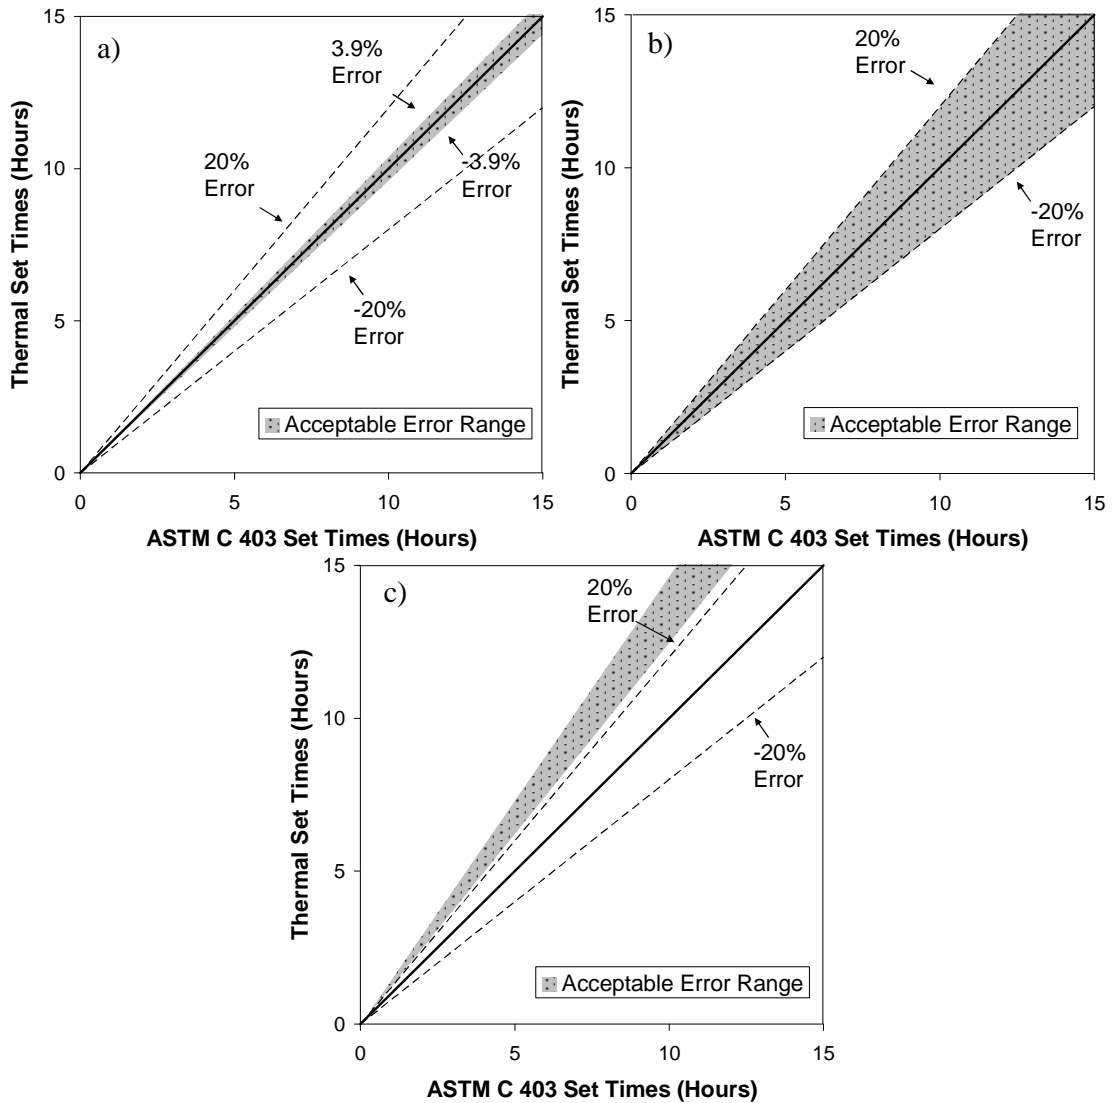 a)
15
10
5
0
0
5
10
15
Thermal Set Times (Hours)
ASTM C 403 Set Times (Hours)
3.9%
Error
20%
Error
-3.9%
Error
-20%
Error
Acceptable Error Range
b)
15
10
5
0
0
5
10
15
Thermal Set Times (Hours)
ASTM C 403 Set Times (Hours)
20%
Error
-20%
Error
Acceptable Error Range
c)
15
10
5
0
0
5
10
15
Thermal Set Times (Hours)
ASTM C 403 Set Times (Hours)
20%
Error
-20%
Error
Acceptable Error Range